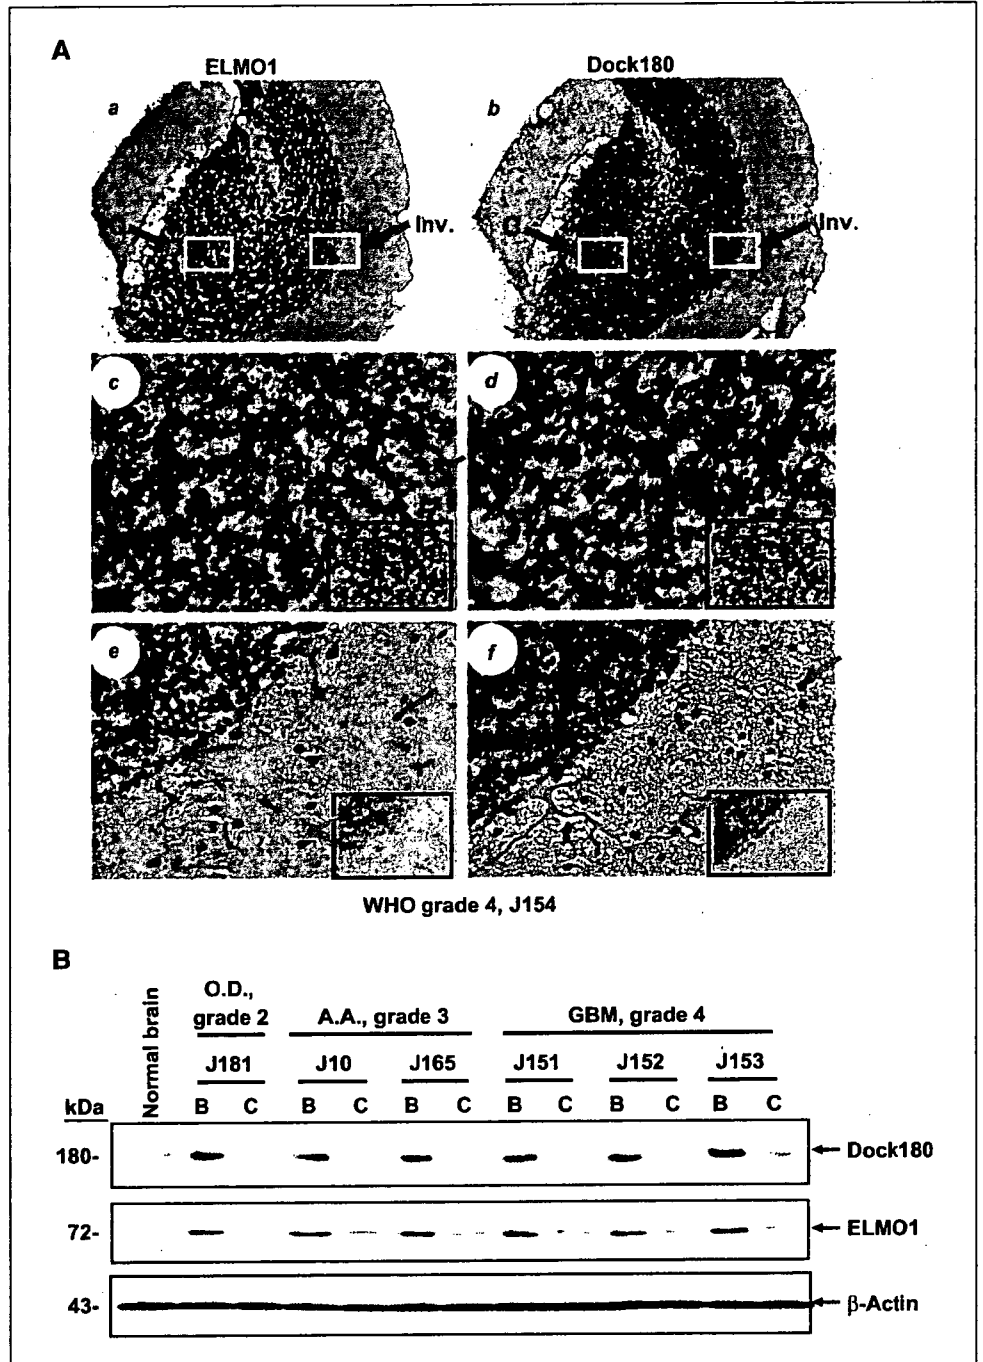 A
ELMO1 Dock180
a b
Inv. Inv.
c d
e f
WHO grade 4, J154
B
Normal brain
O.D., grade 2 A.A., grade 3 GBM, grade 4
J181 J10 J165 J151 J152 J153
kDa B C B C B C B C B C B C
180- Dock180
72- ELMO1
43- β-Actin